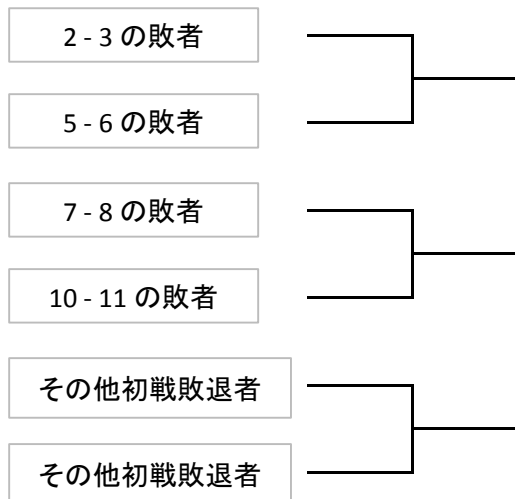 2 - 3 の敗者
5 - 6 の敗者
7 - 8 の敗者
10 - 11 の敗者
その他初戦敗退者
その他初戦敗退者